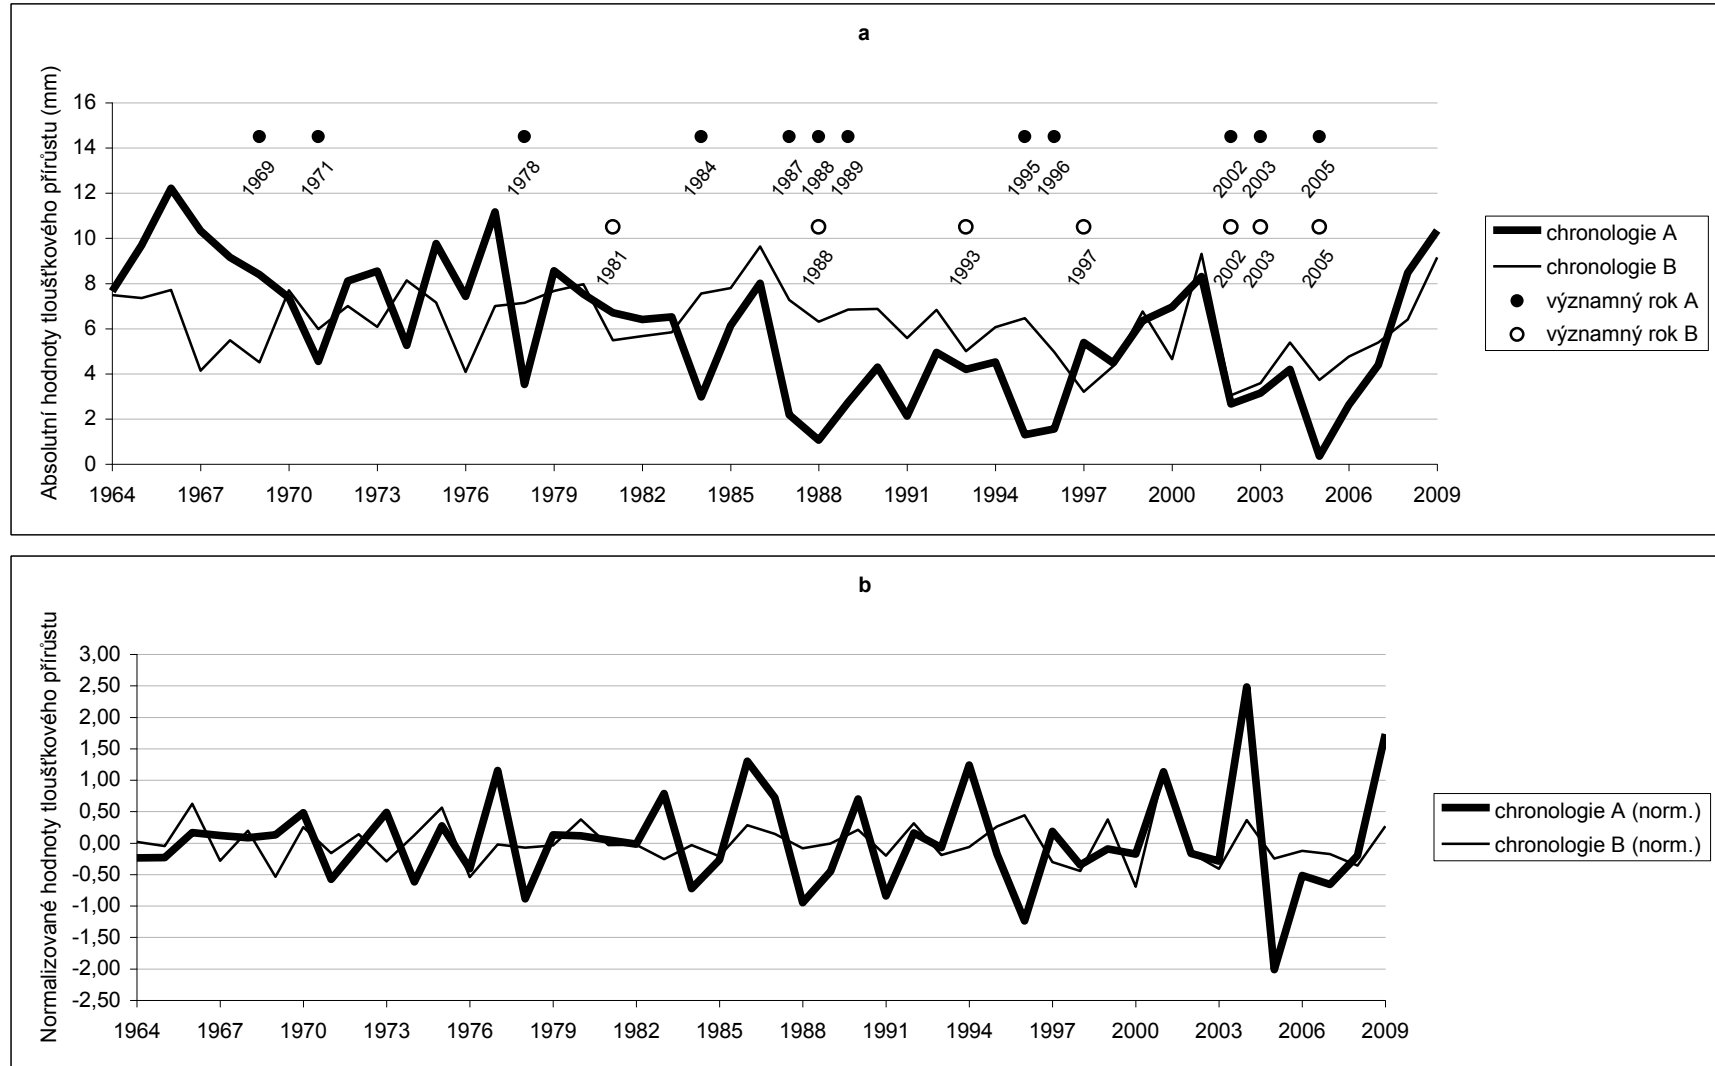 a
Absolutní hodnoty tloušťkového přírůstu (mm)
16
14
12
10
8
6
4
2
0
1969 1971 1978 1984 1987 1988 1989 1995 1996 2002 2003 2005
1981 1988 1993 1997 2002 2003 2005
1964 1967 1970 1973 1976 1979 1982 1985 1988 1991 1994 1997 2000 2003 2006 2009
chronologie A
chronologie B
významný rok A
významný rok B
b
Normalizované hodnoty tloušťkového přírůstu
3,00
2,50
2,00
1,50
1,00
0,50
0,00
-0,50
-1,00
-1,50
-2,00
-2,50
1964 1967 1970 1973 1976 1979 1982 1985 1988 1991 1994 1997 2000 2003 2006 2009
chronologie A (norm.)
chronologie B (norm.)